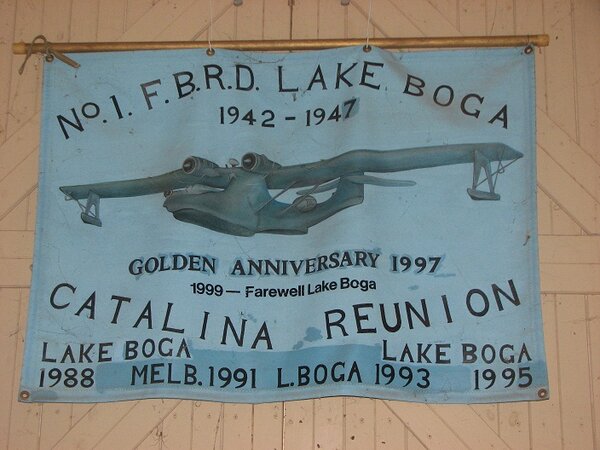 No. 1. F.B.R.D. LAKE BOGA
1942 - 1947
GOLDEN ANNIVERSARY 1997
1999 — Farewell Lake Boga
CATALINA REUNION
LAKE BOGA LAKE BOGA
1988 MELB. 1991 L.BOGA 1993 1995